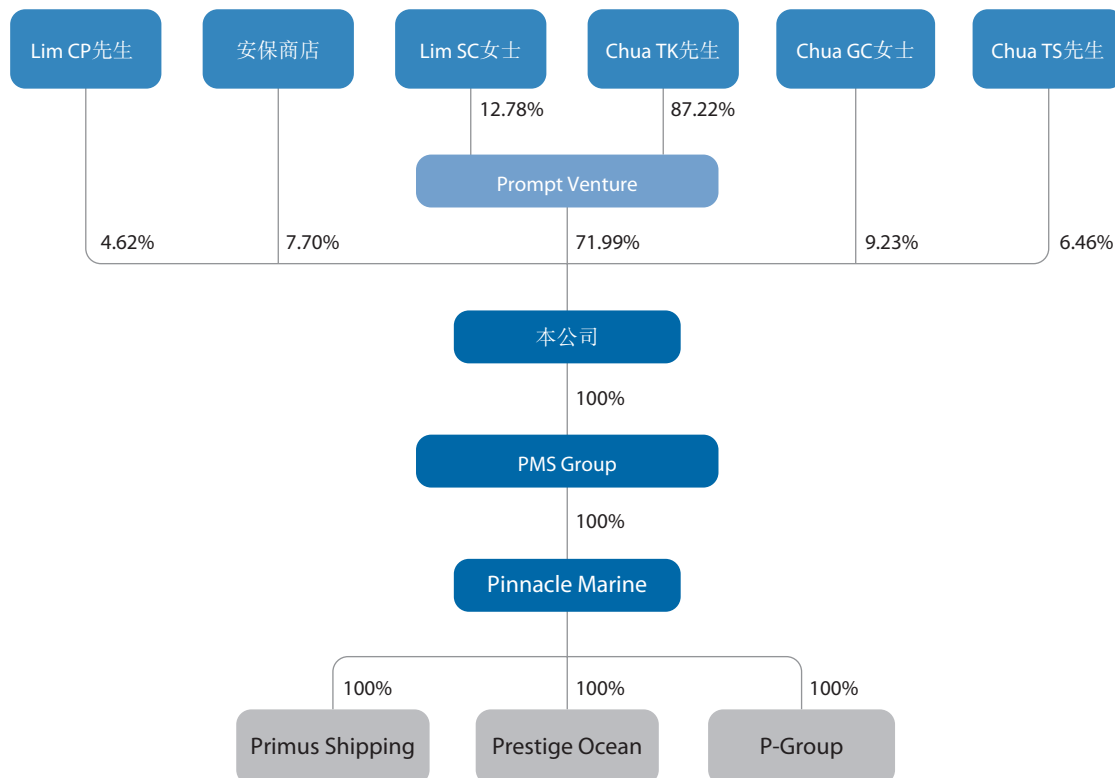 Lim CP先生
安保商店
Lim SC女士
Chua TK先生
Chua GC女士
Chua TS先生
12.78%
87.22%
Prompt Venture
4.62%
7.70%
71.99%
9.23%
6.46%
本公司
100%
PMS Group
100%
Pinnacle Marine
100%
100%
100%
Primus Shipping
Prestige Ocean
P-Group